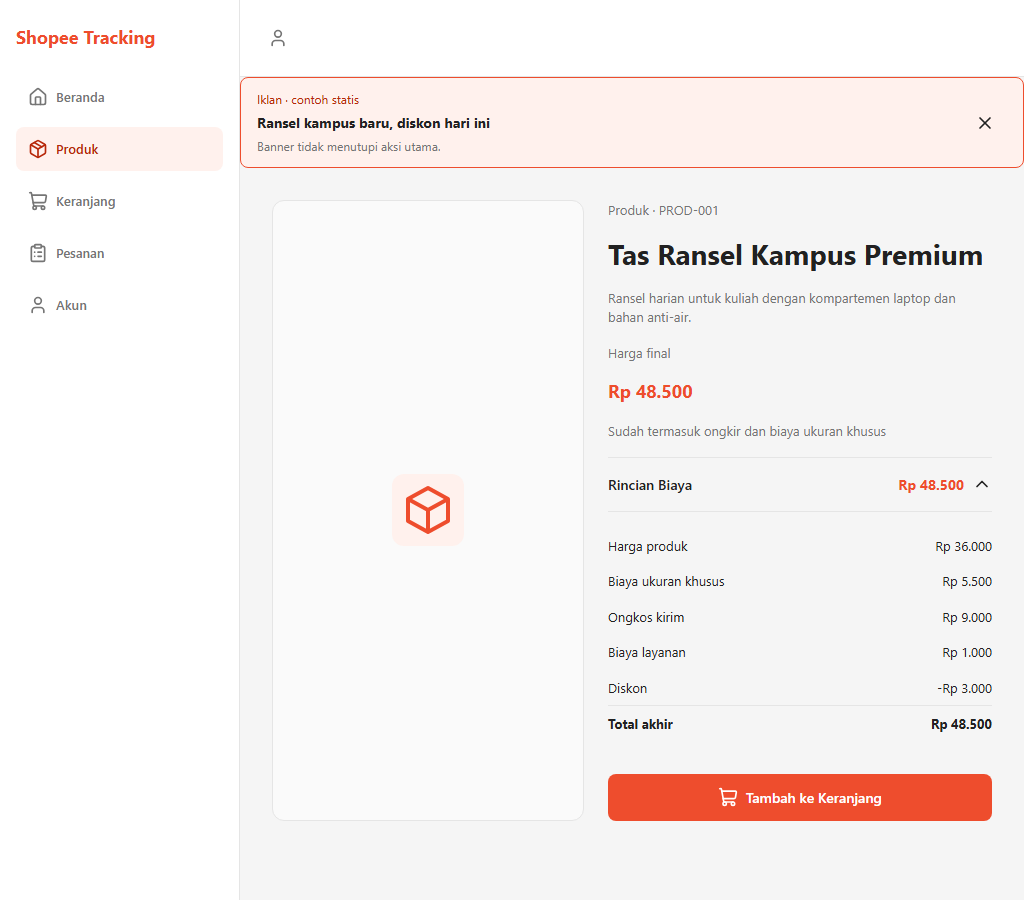 Shopee Tracking
Beranda
Produk
Keranjang
Pesanan
Akun
Iklan · contoh statis
Ransel kampus baru, diskon hari ini
Banner tidak menutupi aksi utama.
Produk · PROD-001
Tas Ransel Kampus Premium
Ransel harian untuk kuliah dengan kompartemen laptop dan
bahan anti-air.
Harga final
Rp 48.500
Sudah termasuk ongkir dan biaya ukuran khusus
Rincian Biaya Rp 48.500
Harga produk Rp 36.000
Biaya ukuran khusus Rp 5.500
Ongkos kirim Rp 9.000
Biaya layanan Rp 1.000
Diskon -Rp 3.000
Total akhir Rp 48.500
Tambah ke Keranjang